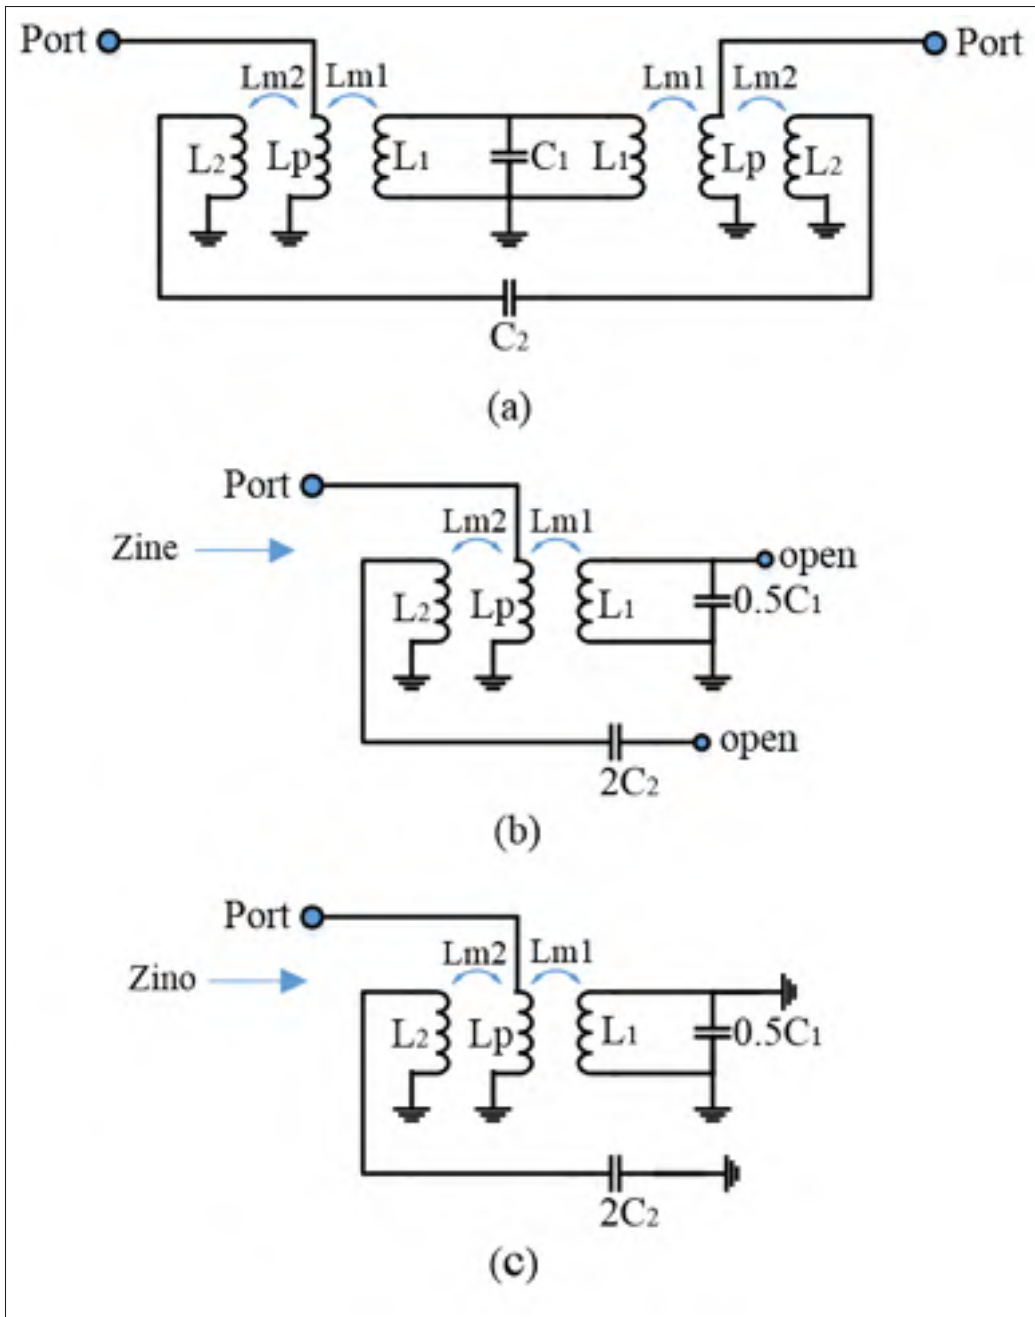 Port Port
Lm2 Lm1 Lm1 Lm2
L2 Lp L1 C1 L1 Lp L2
C2
(a)
Port
Lm2 Lm1
Zine open
L2 Lp L1 0.5C1
open
2C2
(b)
Port
Lm2 Lm1
Zino
L2 Lp L1 0.5C1
2C2
(c)